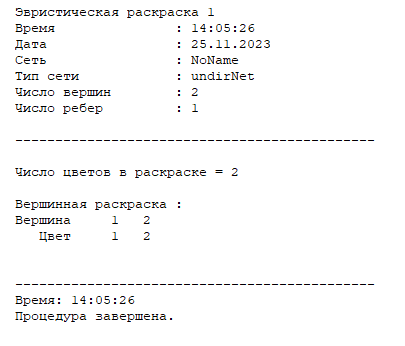 Эвристическая раскраска 1
Время : 14:05:26
Дата : 25.11.2023
Сеть : NoName
Тип сети : undirNet
Число вершин : 2
Число ребер : 1
---------------------------------------------
Число цветов в раскраске = 2
Вершинная раскраска :
Вершина 1 2
Цвет 1 2
---------------------------------------------
Время: 14:05:26
Процедура завершена.